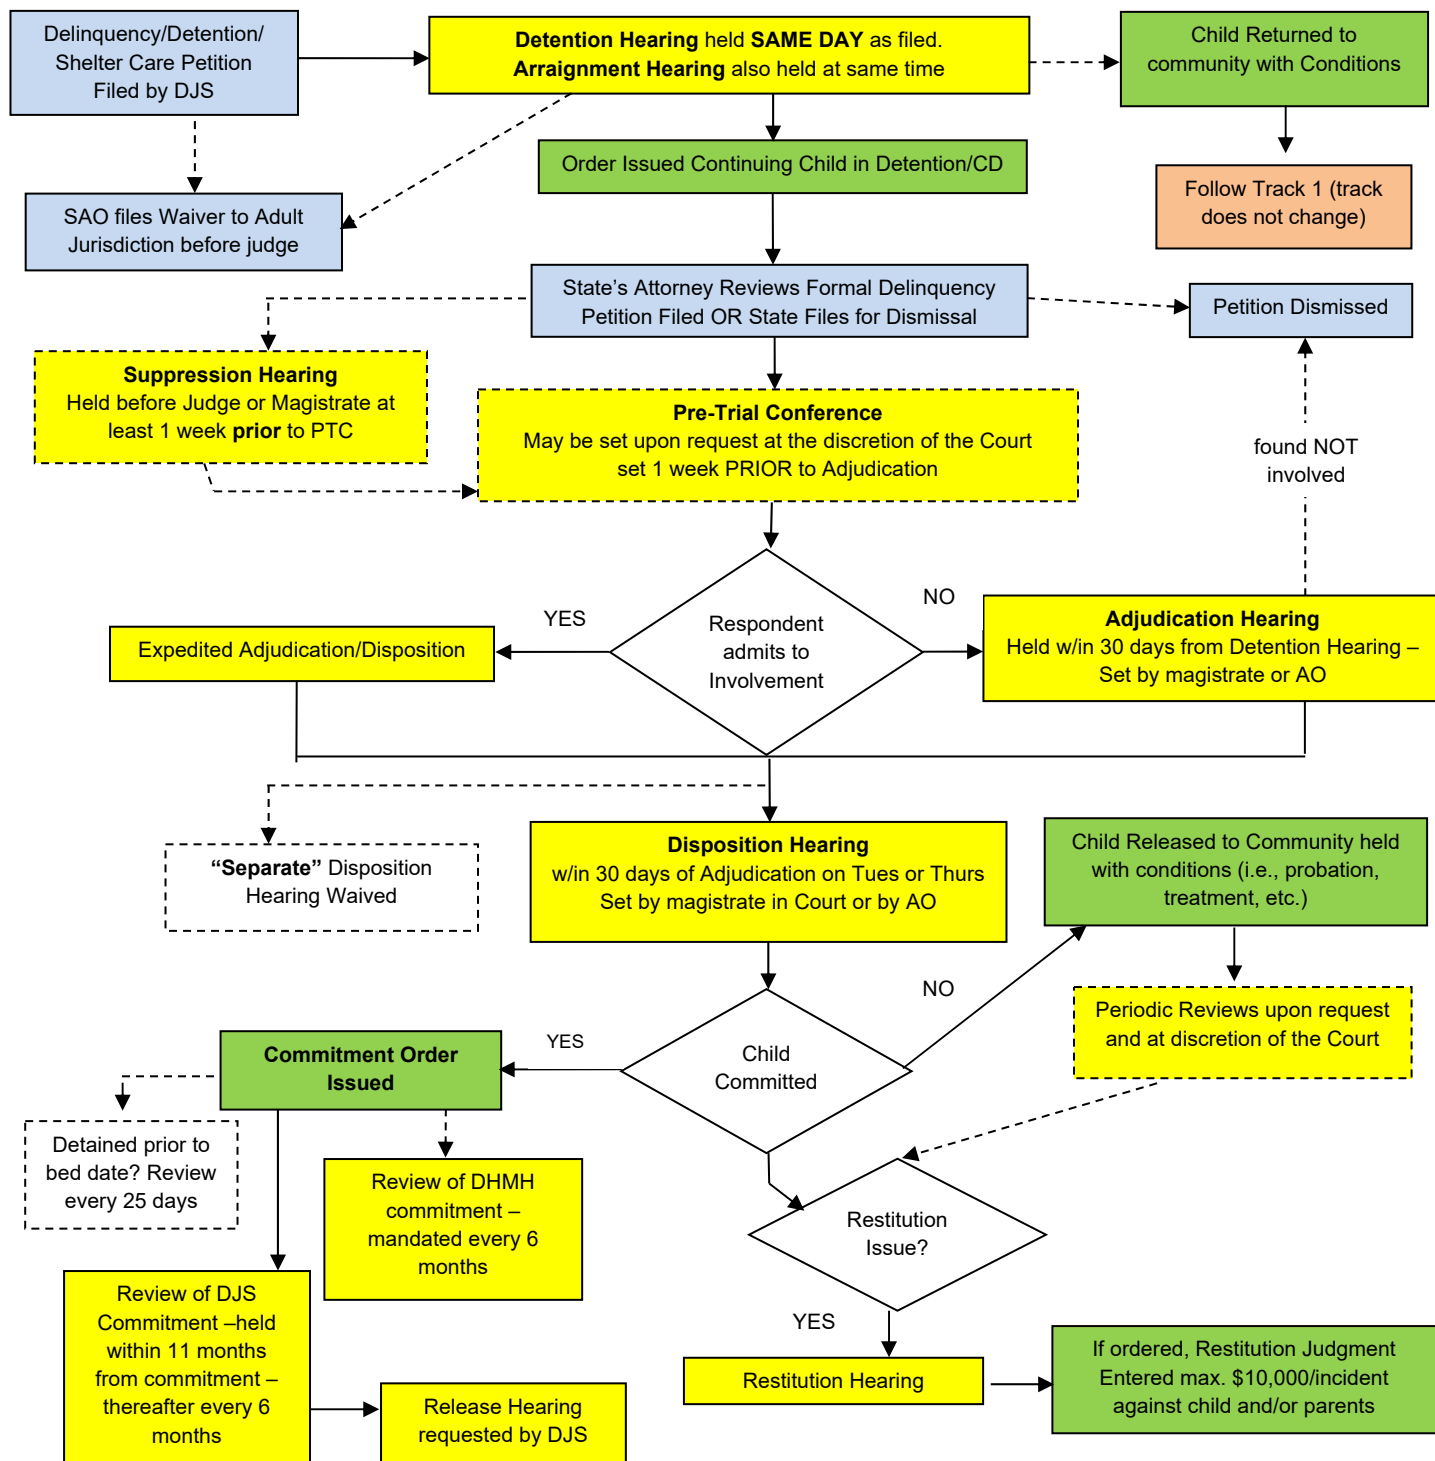 Delinquency/Detention/
Shelter Care Petition
Filed by DJS
Detention Hearing held SAME DAY as filed.
Arraignment Hearing also held at same time
Child Returned to
community with Conditions
Order Issued Continuing Child in Detention/CD
Follow Track 1 (track
does not change)
SAO files Waiver to Adult
Jurisdiction before judge
State’s Attorney Reviews Formal Delinquency
Petition Filed OR State Files for Dismissal
Petition Dismissed
Suppression Hearing
Held before Judge or Magistrate at
least 1 week prior to PTC
Pre-Trial Conference
May be set upon request at the discretion of the Court
set 1 week PRIOR to Adjudication
found NOT
involved
YES
NO
Respondent
admits to
Involvement
Expedited Adjudication/Disposition
Adjudication Hearing
Held w/in 30 days from Detention Hearing –
Set by magistrate or AO
“Separate” Disposition
Hearing Waived
Disposition Hearing
w/in 30 days of Adjudication on Tues or Thurs
Set by magistrate in Court or by AO
Child Released to Community held
with conditions (i.e., probation,
treatment, etc.)
NO
Periodic Reviews upon request
and at discretion of the Court
YES
Child
Committed
Commitment Order
Issued
Detained prior to
bed date? Review
every 25 days
Review of DHMH
commitment –
mandated every 6
months
Restitution
Issue?
Review of DJS
Commitment –held
within 11 months
from commitment –
thereafter every 6
months
YES
Release Hearing
requested by DJS
Restitution Hearing
If ordered, Restitution Judgment
Entered max. $10,000/incident
against child and/or parents